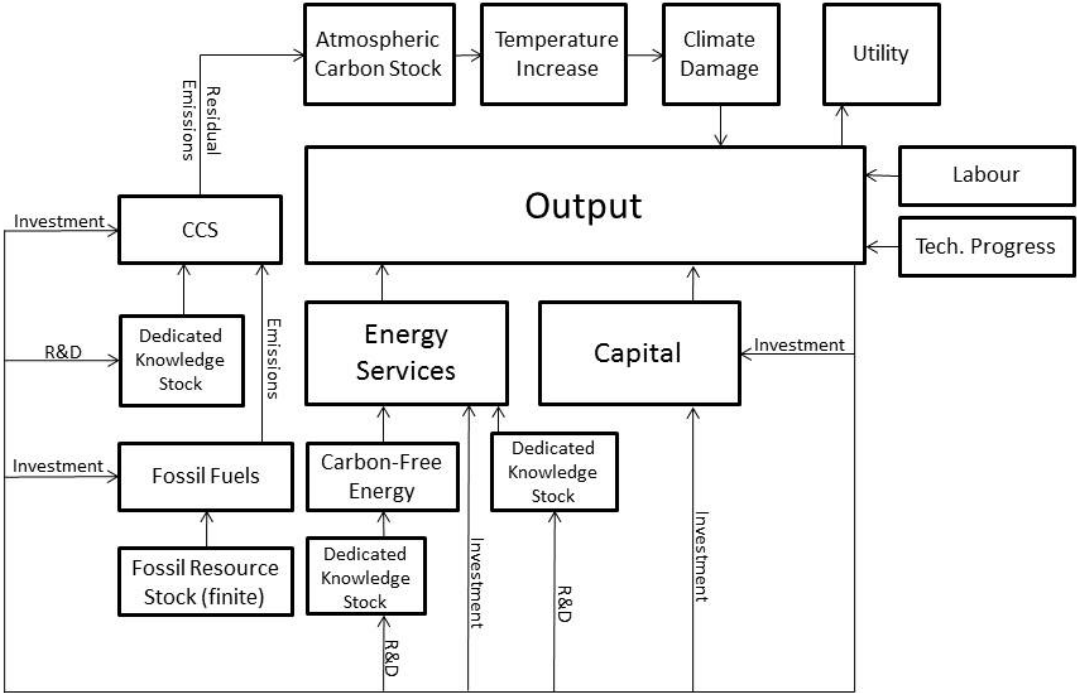 Atmospheric
Carbon Stock
Temperature
Increase
Climate
Damage
Utility
Residual
Emissions
Output
Labour
Tech. Progress
Investment
CCS
R&D
Dedicated
Knowledge
Stock
Emissions
Energy
Services
Capital
Investment
Investment
Fossil Fuels
Carbon-Free
Energy
Dedicated
Knowledge
Stock
Fossil Resource
Stock (finite)
Dedicated
Knowledge
Stock
Investment
R&D
Investment
R&D